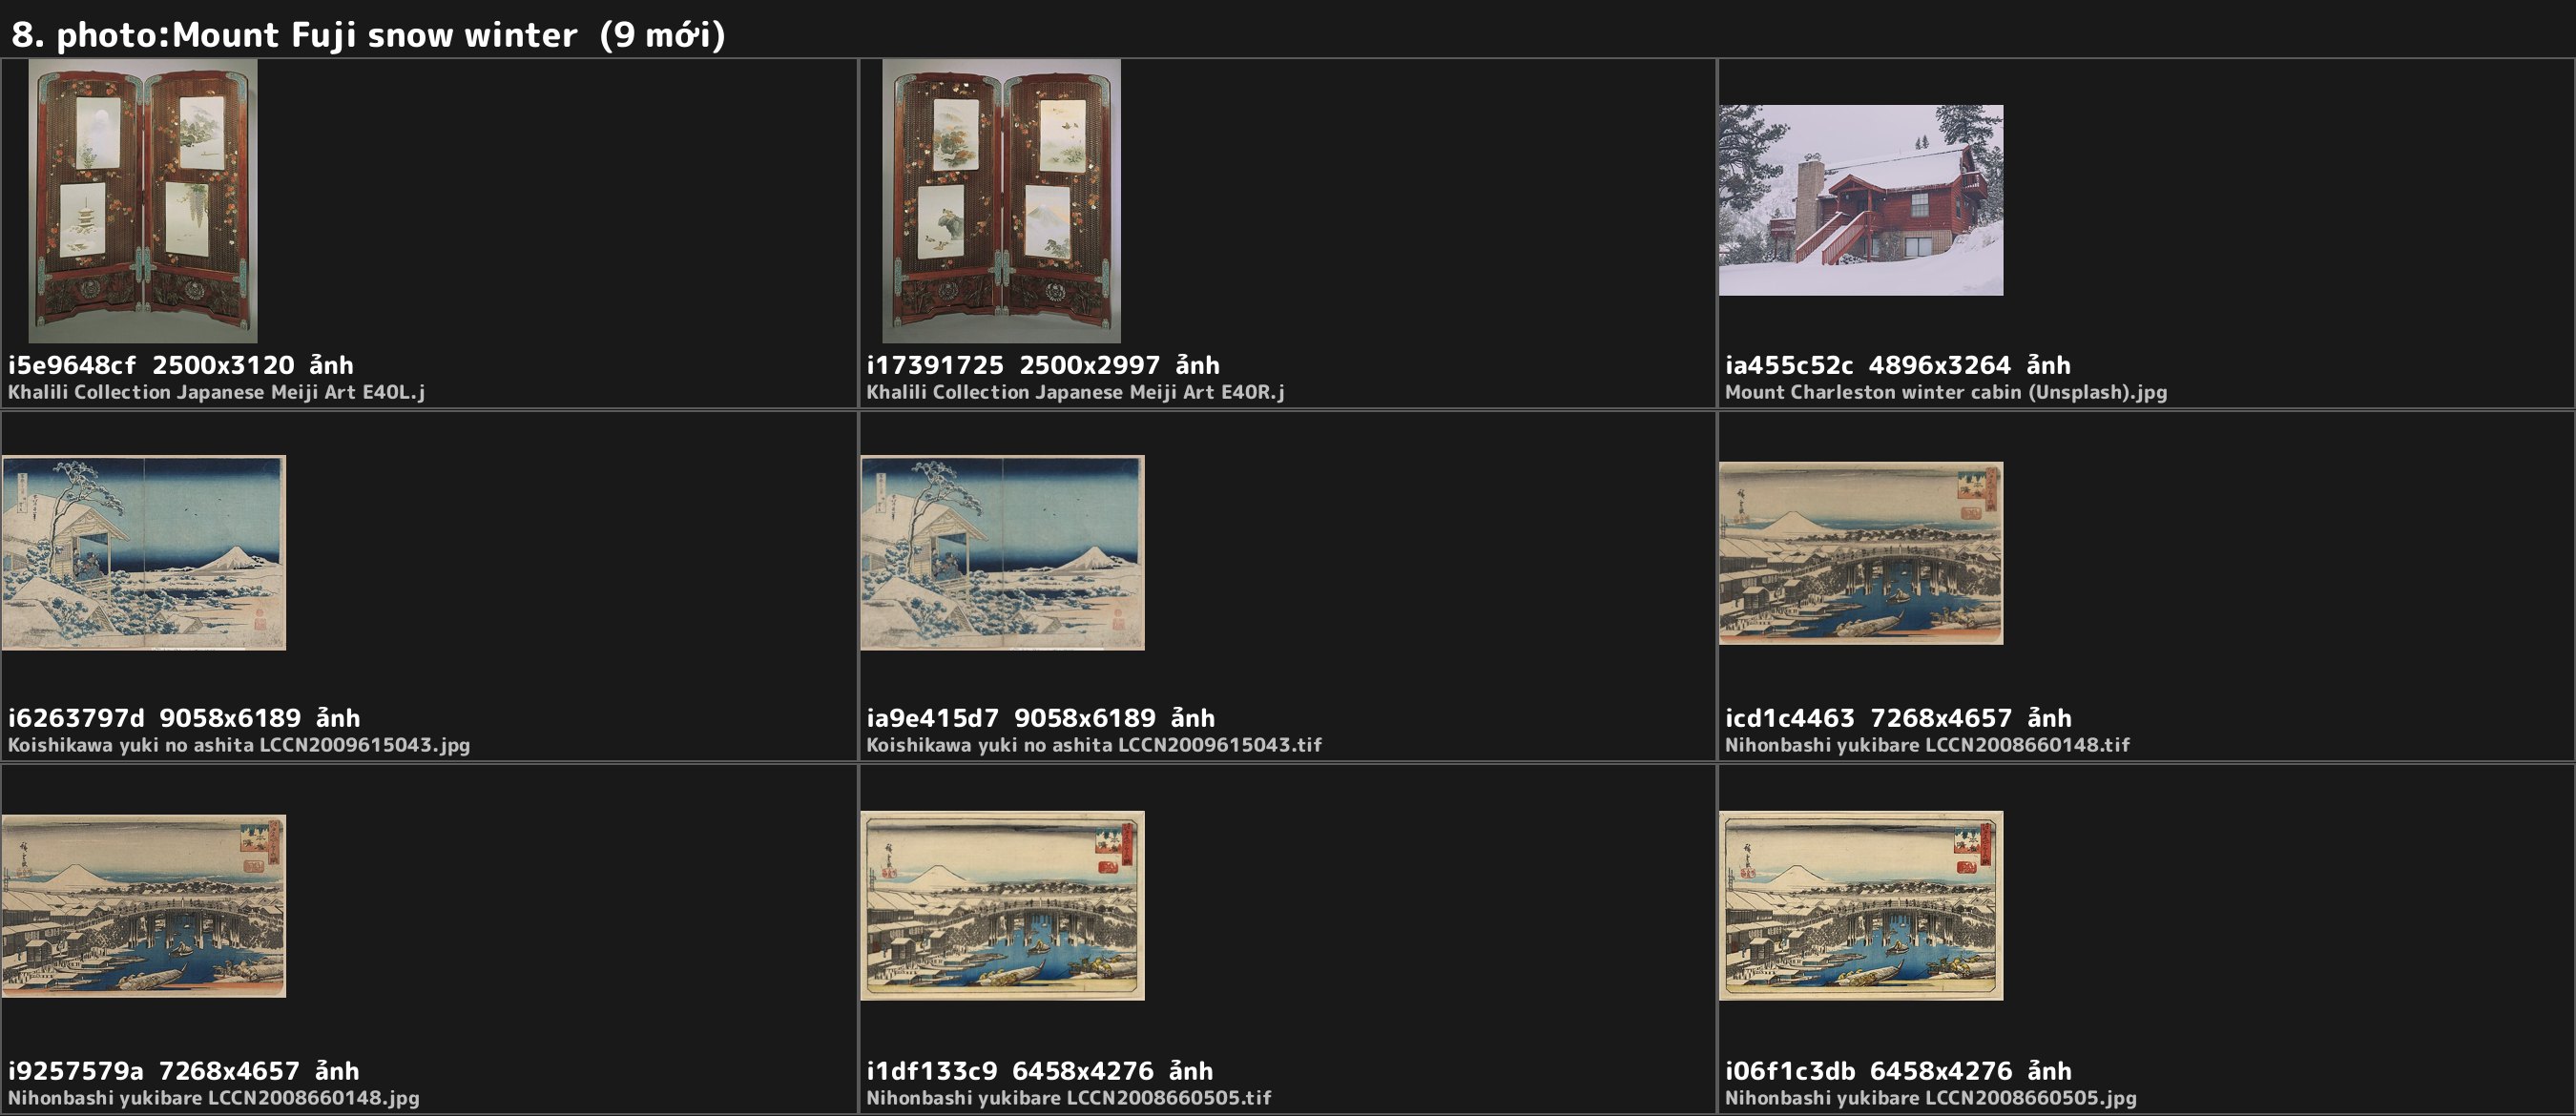 8. photo:Mount Fuji snow winter (9 mới)
i5e9648cf 2500x3120 ảnh
Khalili Collection Japanese Meiji Art E40L.j
i17391725 2500x2997 ảnh
Khalili Collection Japanese Meiji Art E40R.j
ia455c52c 4896x3264 ảnh
Mount Charleston winter cabin (Unsplash).jpg
i6263797d 9058x6189 ảnh
Koishikawa yuki no ashita LCCN2009615043.jpg
ia9e415d7 9058x6189 ảnh
Koishikawa yuki no ashita LCCN2009615043.tif
icd1c4463 7268x4657 ảnh
Nihonbashi yukibare LCCN2008660148.tif
i9257579a 7268x4657 ảnh
Nihonbashi yukibare LCCN2008660148.jpg
i1df133c9 6458x4276 ảnh
Nihonbashi yukibare LCCN2008660505.tif
i06f1c3db 6458x4276 ảnh
Nihonbashi yukibare LCCN2008660505.jpg